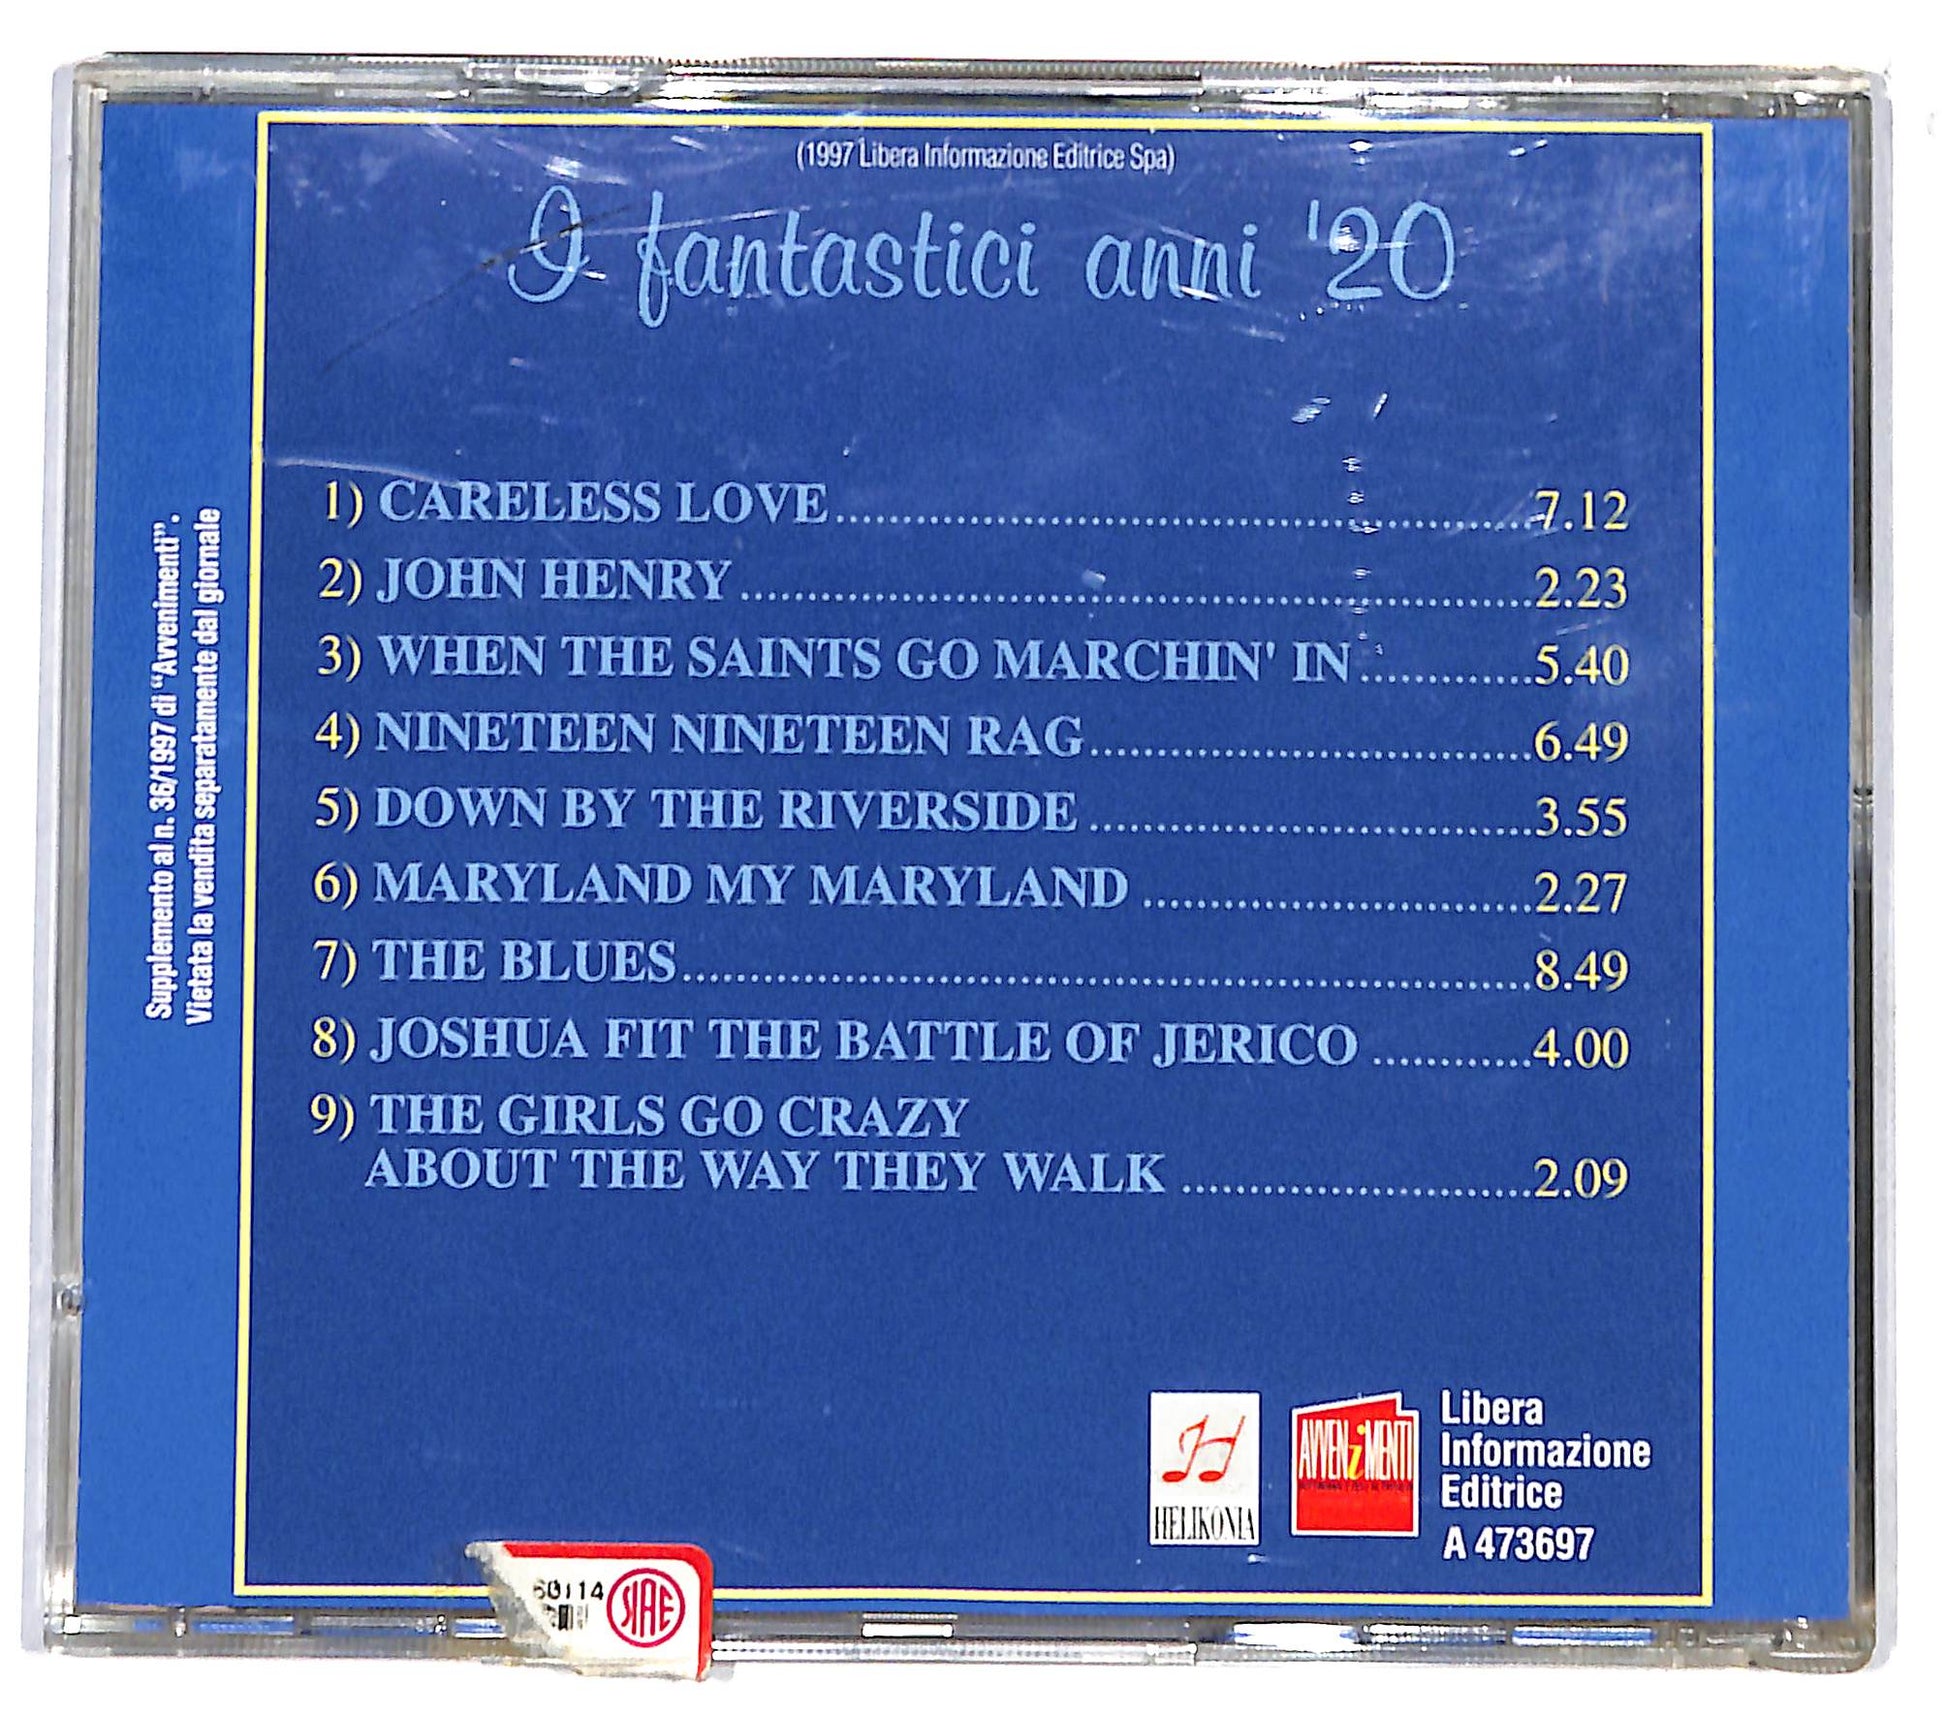 (1997 Libera Informazione Editrice Spa)
I fantastici anni '20
1) CARELESS LOVE 7.12
2) JOHN HENRY 2.23
3) WHEN THE SAINTS GO MARCHIN' IN 5.40
4) NINETEEN NINETEEN RAG 6.49
5) DOWN BY THE RIVERSIDE 3.55
6) MARYLAND MY MARYLAND 2.27
7) THE BLUES 8.49
8) JOSHUA FIT THE BATTLE OF JERICO 4.00
9) THE GIRLS GO CRAZY
ABOUT THE WAY THEY WALK 2.09
Supplemento al n. 36/1997 di “Avvenimenti”.
Vietata la vendita separatamente dal giornale
HELIKONIA
AVVENiMENTI
Libera
Informazione
Editrice
A 473697
SIAE